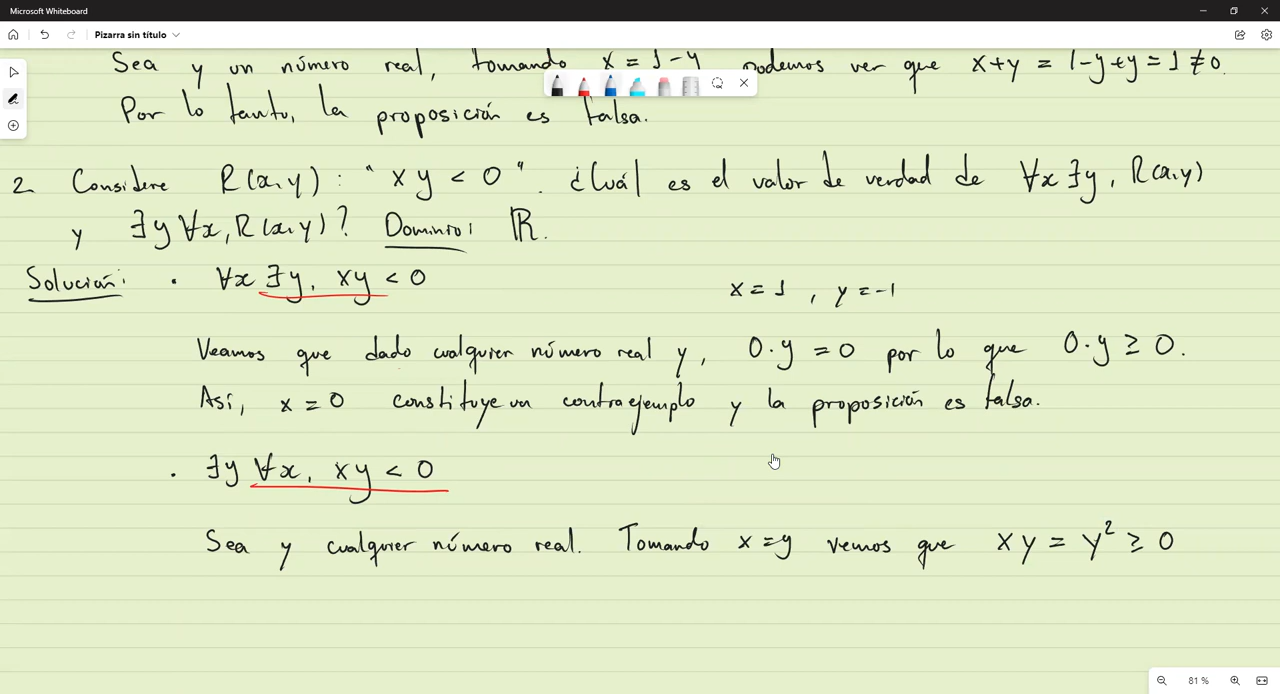 Microsoft Whiteboard
Pizarra sin título
Sea y un número real, tomando x = 1-y podemos ver que x+y = 1-y+y = 1 ≠ 0.
Por lo tanto, la proposición es falsa.
2. Considere R(x,y) : "xy < 0". ¿Cuál es el valor de verdad de ∀x ∃y, R(x,y)
y ∃y ∀x, R(x,y)? Dominio: ℝ.
Solución: · ∀x ∃y, xy < 0
x = 1, y = -1
Veamos que dado cualquier número real y, 0·y = 0 por lo que 0·y ≥ 0.
Así, x = 0 constituye un contraejemplo y la proposición es falsa.
· ∃y ∀x, xy < 0
Sea y cualquier número real. Tomando x = y vemos que xy = y² ≥ 0
81 %